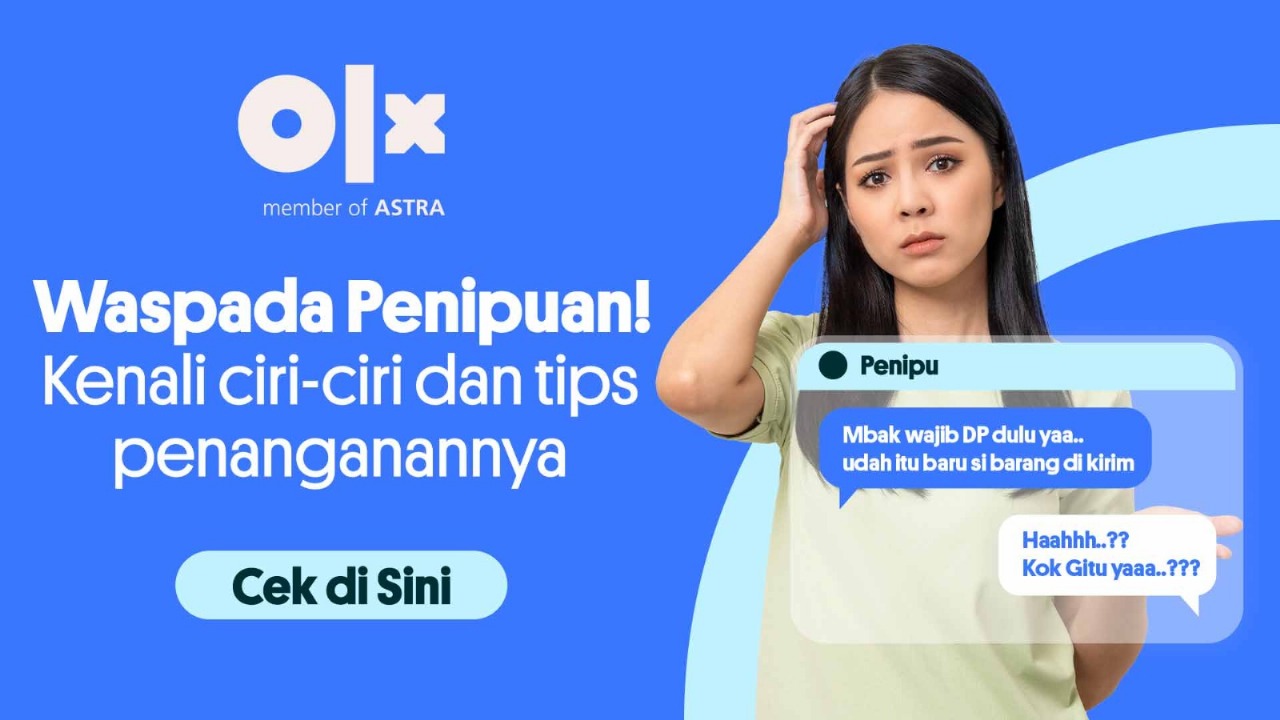 olx
member of ASTRA
Waspada Penipuan!
Kenali ciri-ciri dan tips
penanganannya
Cek di Sini
Penipu
Mbak wajib DP dulu yaa..
udah itu baru si barang di kirim
Haahhh..??
Kok Gitu yaaa..???